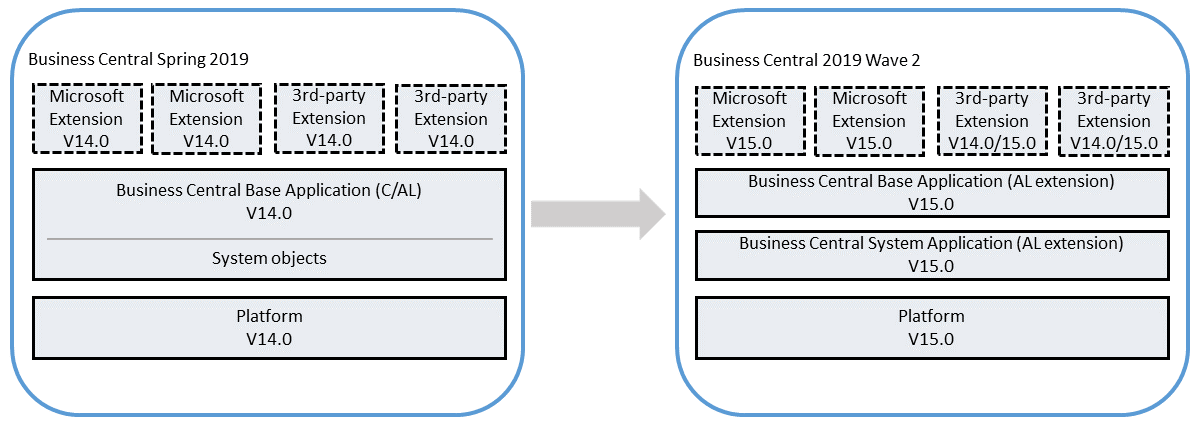 Business Central Spring 2019
Microsoft
Extension
V14.0
Microsoft
Extension
V14.0
3rd-party
Extension
V14.0
3rd-party
Extension
V14.0
Business Central Base Application (C/AL)
V14.0
System objects
Platform
V14.0
Business Central 2019 Wave 2
Microsoft
Extension
V15.0
Microsoft
Extension
V15.0
3rd-party
Extension
V14.0/15.0
3rd-party
Extension
V14.0/15.0
Business Central Base Application (AL extension)
V15.0
Business Central System Application (AL extension)
V15.0
Platform
V15.0